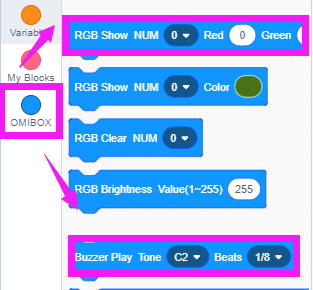 RGB Show NUM 0 Red 0 Green
Variab
My Blocks
RGB Show NUM 0 Color
OMIBOX
RGB Clear NUM 0
RGB Brightness Value(1~255) 255
Buzzer Play Tone C2 Beats 1/8